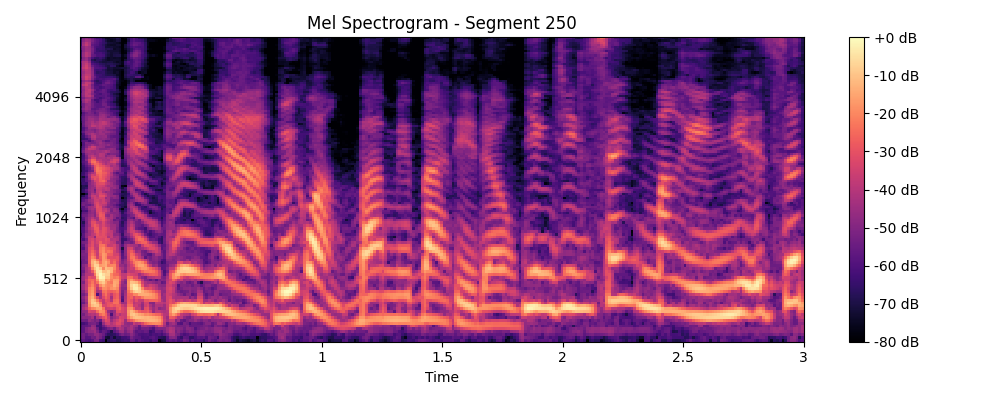 Mel Spectrogram - Segment 250
Frequency
4096
2048
1024
512
0
0
0.5
1
1.5
2
2.5
3
Time
+0 dB
-10 dB
-20 dB
-30 dB
-40 dB
-50 dB
-60 dB
-70 dB
-80 dB